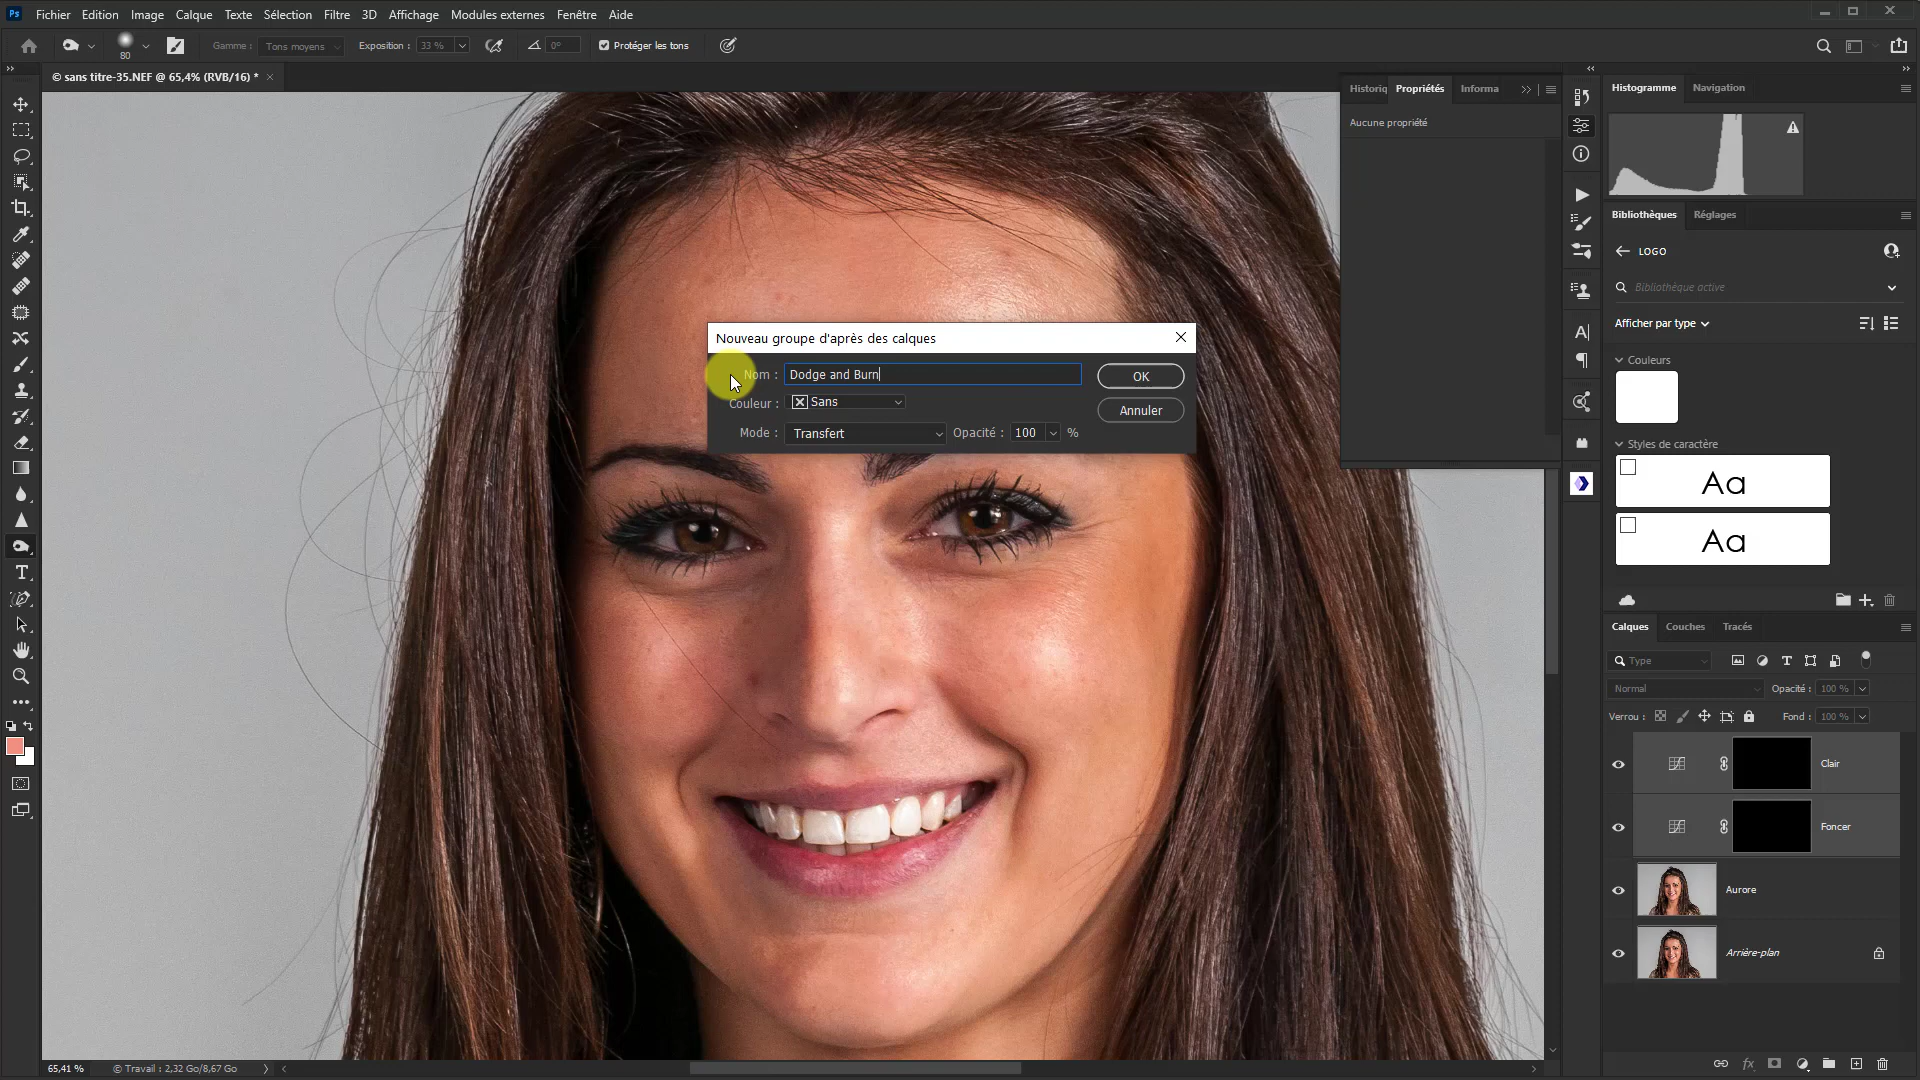 Ps Fichier Edition Image Calque Texte Sélection Filtre 3D Affichage Modules externes Fenêtre Aide
80 Gamme : Tons moyens Exposition : 33 % 0° Protéger les tons
© sans titre-35.NEF @ 65,4% (RVB/16) * ×
Historiq Propriétés Informa
Aucune propriété
Histogramme Navigation
Bibliothèques Réglages
LOGO
Bibliothèque active
Afficher par type
Couleurs
Styles de caractère
Aa
Aa
Nouveau groupe d'après des calques
Nom : Dodge and Burn
OK
Couleur : Sans
Annuler
Mode : Transfert Opacité : 100 %
Calques Couches Tracés
Type
Normal Opacité : 100 %
Verrou : Fond : 100 %
Clair
Foncer
Aurore
Arrière-plan
fx
65,41 % © Travail : 2,32 Go/8,67 Go